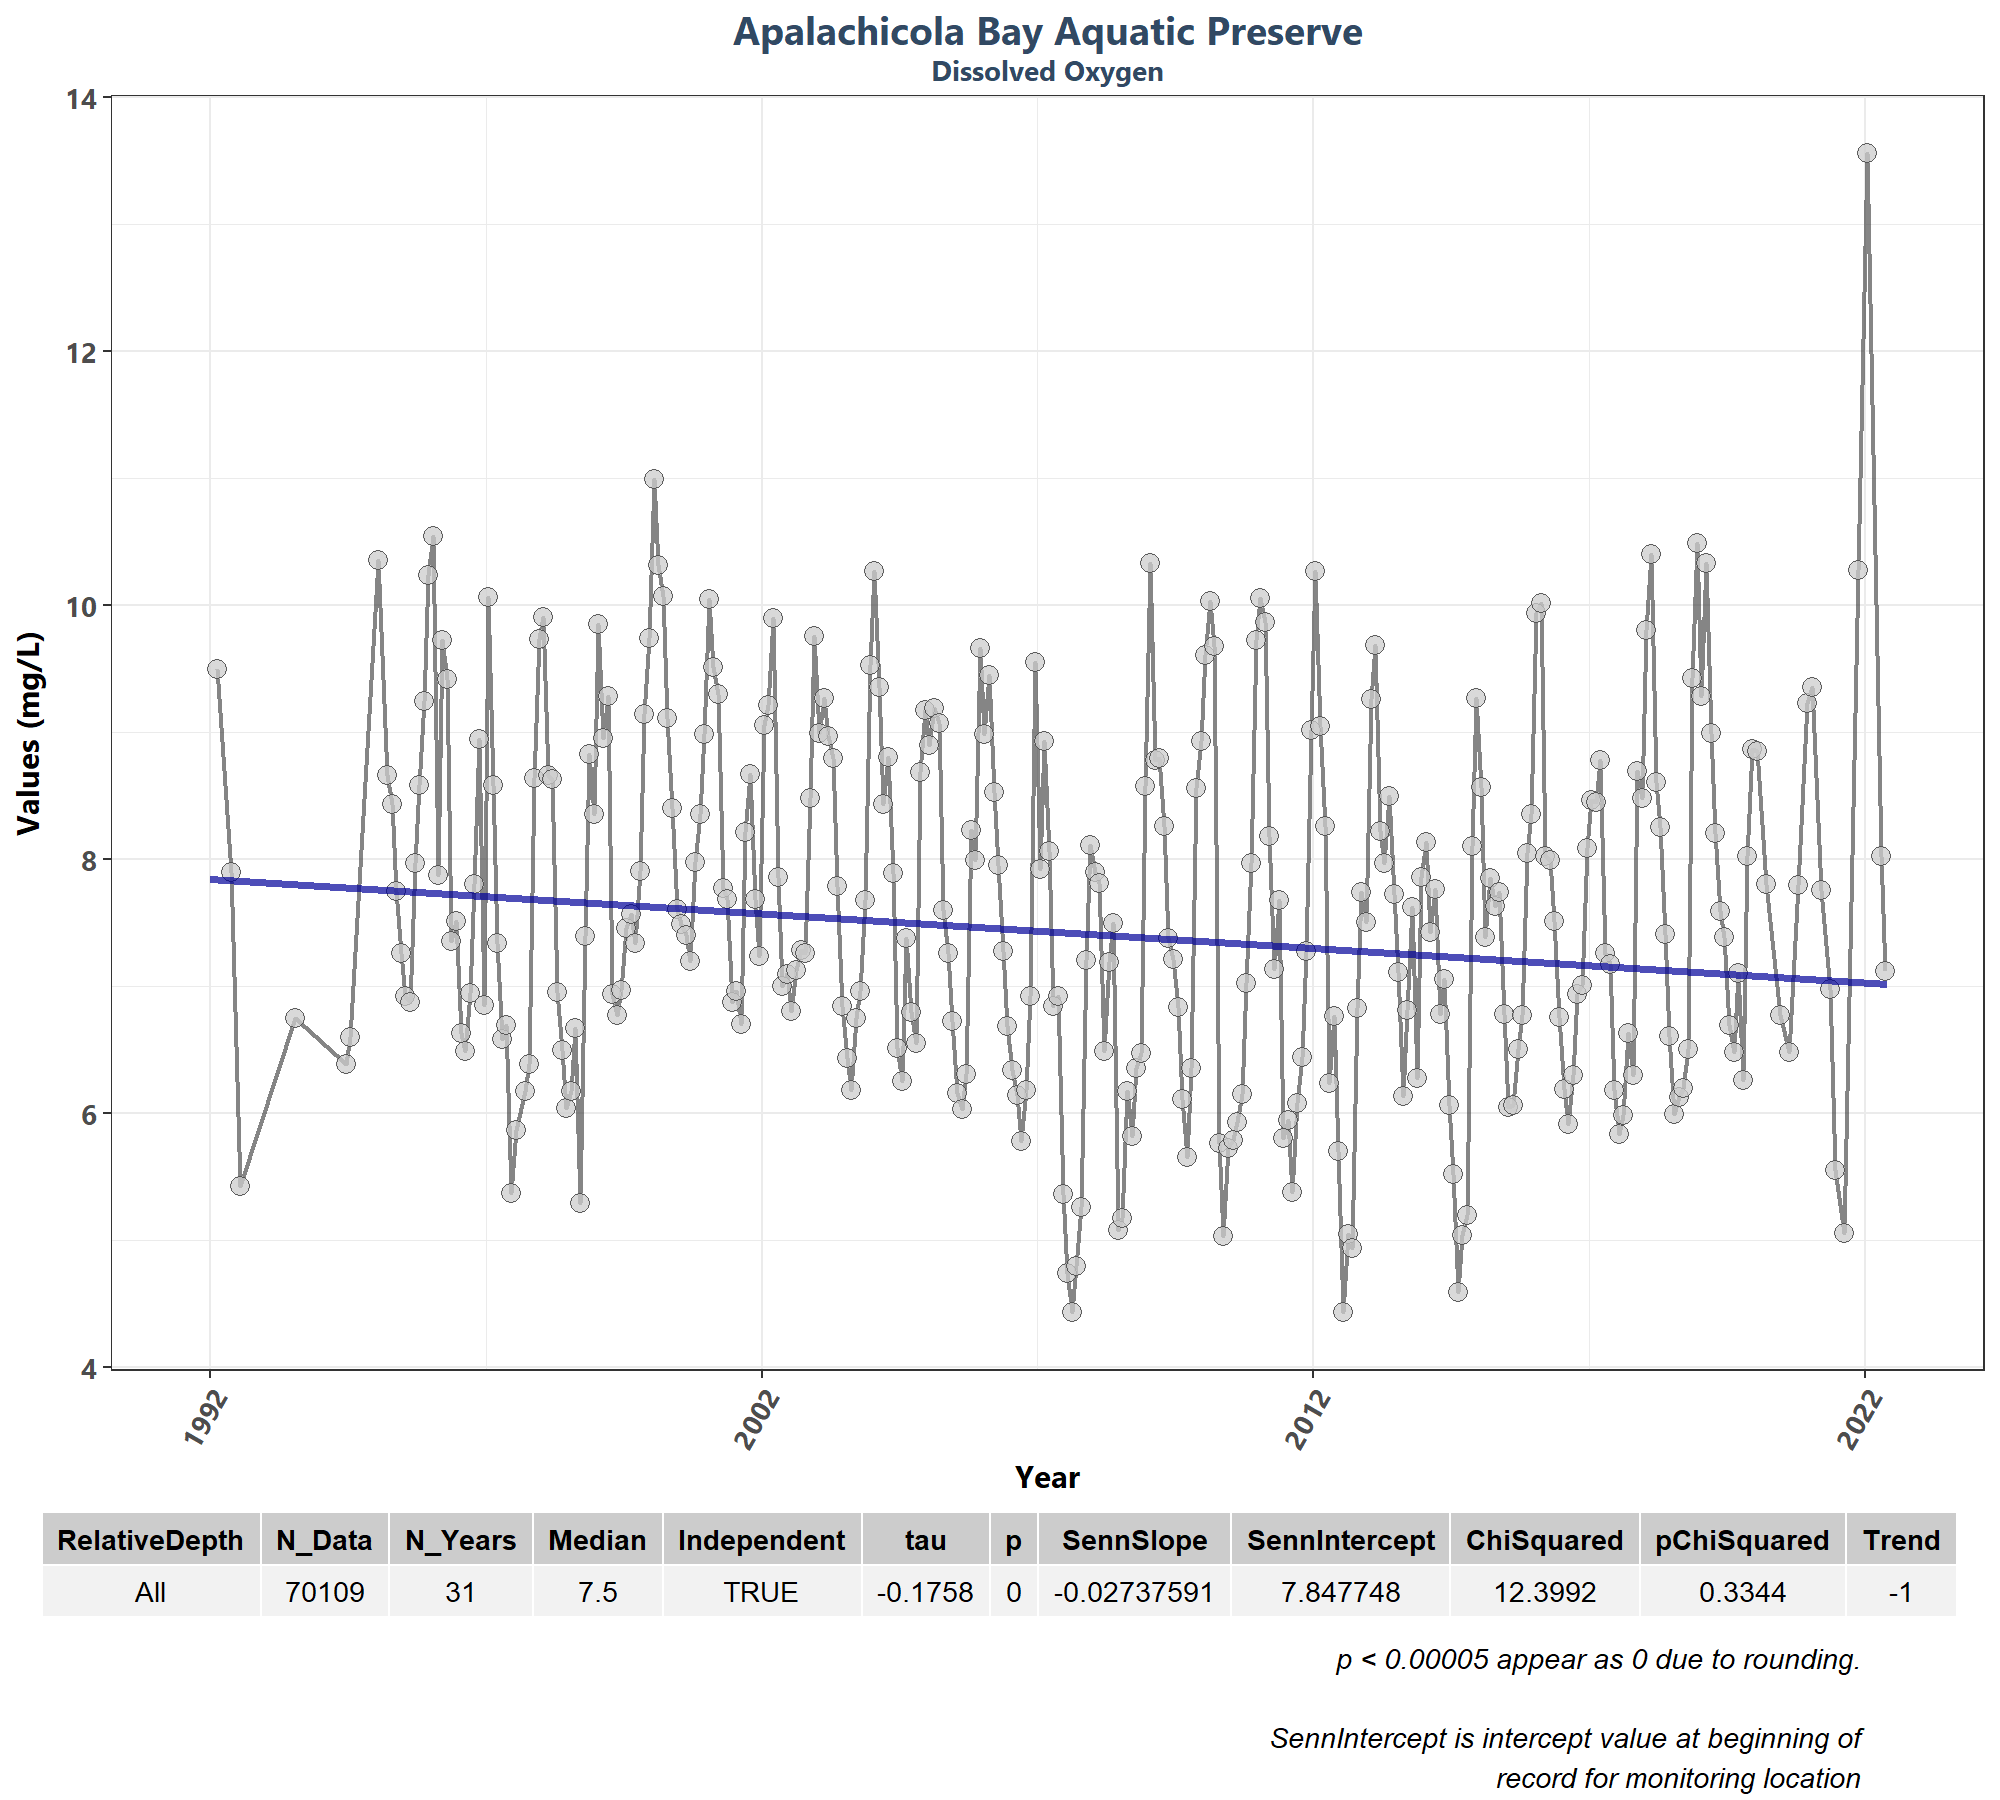 Apalachicola Bay Aquatic Preserve
Dissolved Oxygen
Values (mg/L)
14
12
10
8
6
4
1992 2002 2012 2022
Year
RelativeDepth N_Data N_Years Median Independent tau p SennSlope SennIntercept ChiSquared pChiSquared Trend
All 70109 31 7.5 TRUE -0.1758 0 -0.02737591 7.847748 12.3992 0.3344 -1
p < 0.00005 appear as 0 due to rounding.
SennIntercept is intercept value at beginning of
record for monitoring location